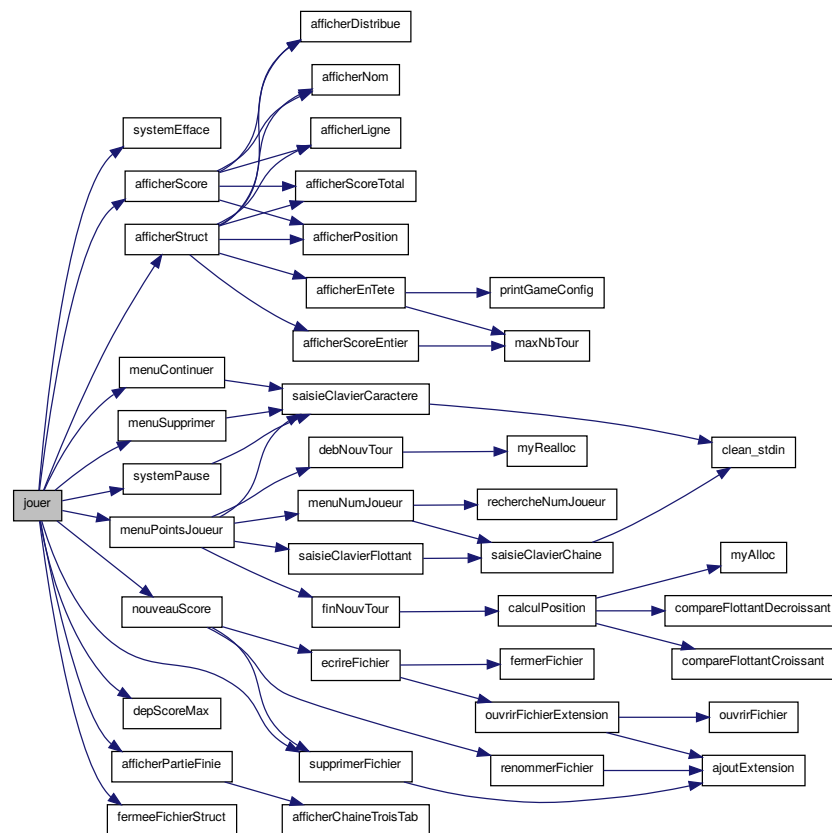 afficherDistribue
afficherNom
systemEfface
afficherLigne
afficherScore
afficherScoreTotal
afficherStruct
afficherPosition
afficherEnTete
printGameConfig
afficherScoreEntier
maxNbTour
menuContinuer
saisieClavierCaractere
menuSupprimer
debNouvTour
myRealloc
clean_stdin
systemPause
jouer
menuNumJoueur
rechercheNumJoueur
menuPointsJoueur
saisieClavierFlottant
saisieClavierChaine
myAlloc
nouveauScore
finNouvTour
calculPosition
compareFlottantDecroissant
ecrireFichier
fermerFichier
compareFlottantCroissant
depScoreMax
ouvrirFichierExtension
ouvrirFichier
afficherPartieFinie
supprimerFichier
renommerFichier
ajoutExtension
fermeeFichierStruct
afficherChaineTroisTab